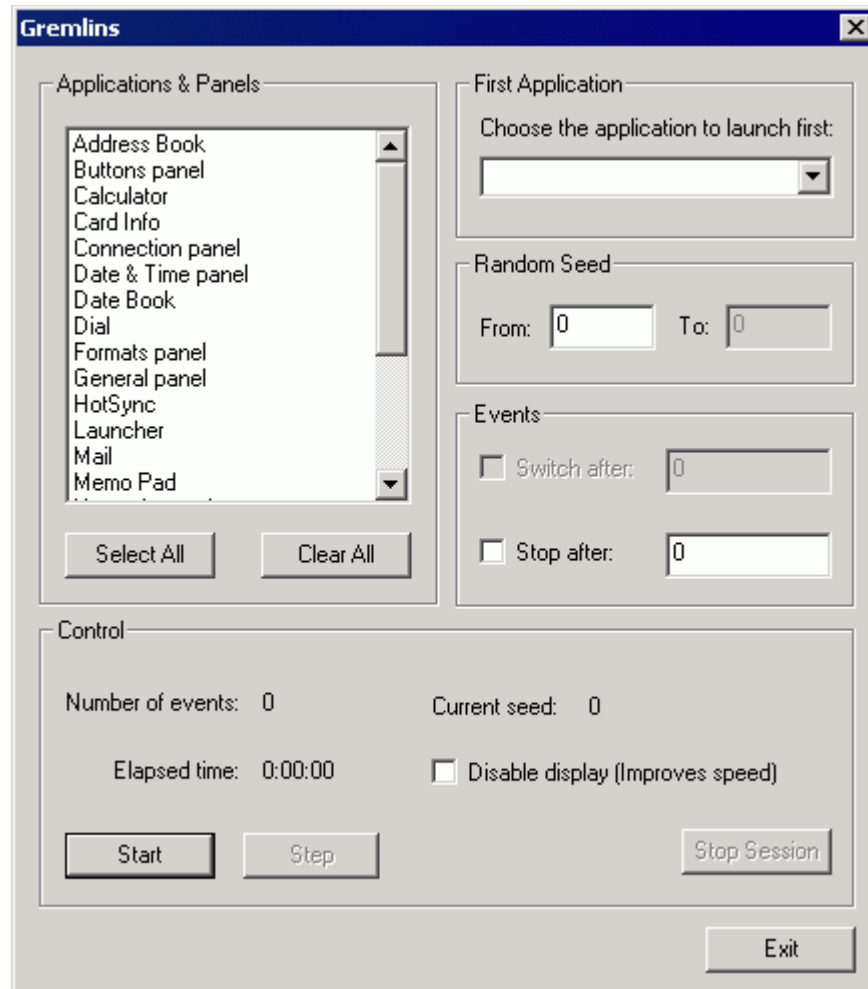 Gremlins
Applications & Panels
Address Book
Buttons panel
Calculator
Card Info
Connection panel
Date & Time panel
Date Book
Dial
Formats panel
General panel
HotSync
Launcher
Mail
Memo Pad
Select All
Clear All
First Application
Choose the application to launch first:
Random Seed
From: 0 To: 0
Events
Switch after: 0
Stop after: 0
Control
Number of events: 0
Current seed: 0
Elapsed time: 0:00:00
Disable display (Improves speed)
Start
Step
Stop Session
Exit